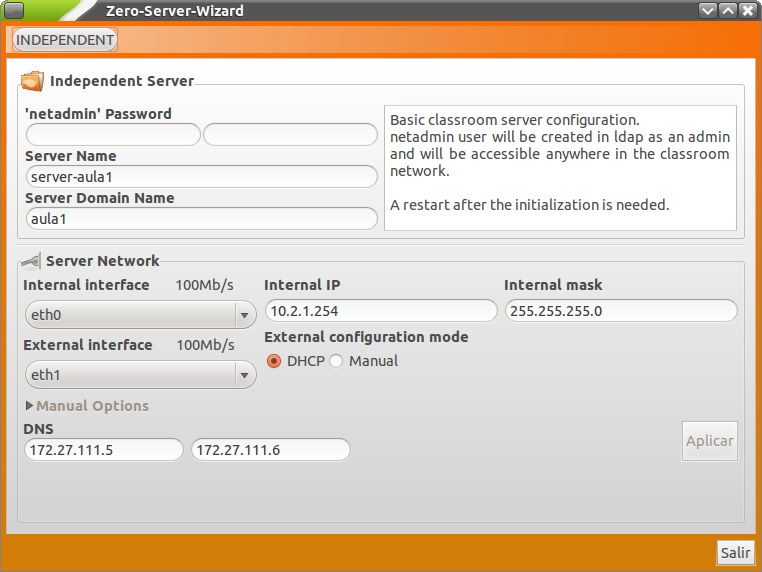 Zero-Server-Wizard
INDEPENDENT
Independent Server
'netadmin' Password
Server Name
server-aula1
Server Domain Name
aula1
Basic classroom server configuration.
netadmin user will be created in ldap as an admin
and will be accessible anywhere in the classroom
network.
A restart after the initialization is needed.
Server Network
Internal interface 100Mb/s
eth0
Internal IP
10.2.1.254
Internal mask
255.255.255.0
External interface 100Mb/s
eth1
External configuration mode
DHCP Manual
Manual Options
DNS
172.27.111.5 172.27.111.6
Aplicar
Salir